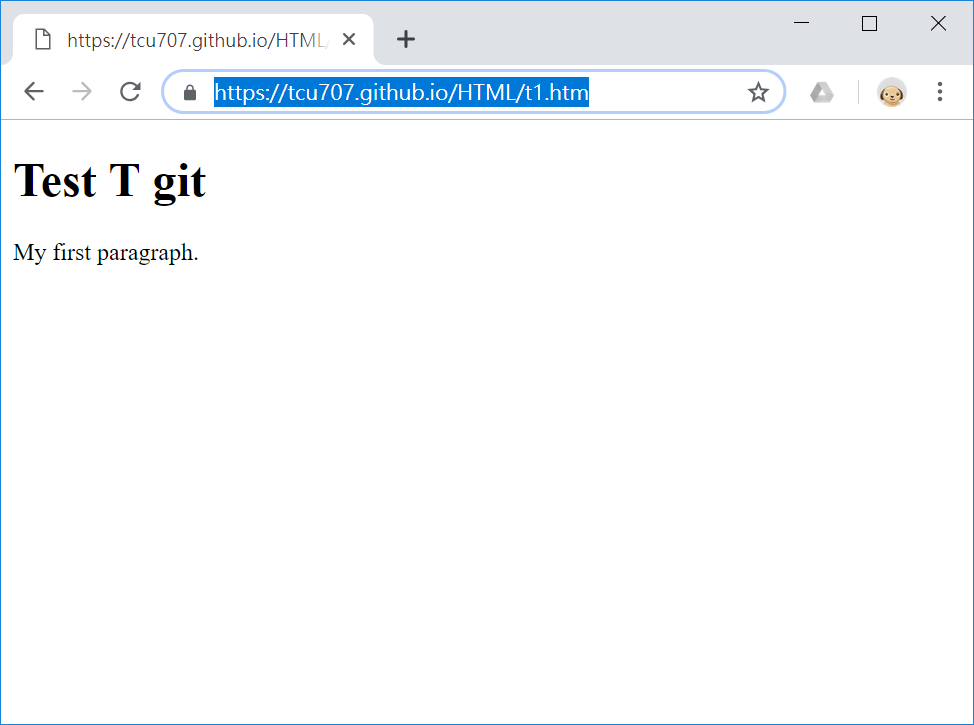 https://tcu707.github.io/HTML/
https://tcu707.github.io/HTML/t1.htm
Test T git
My first paragraph.